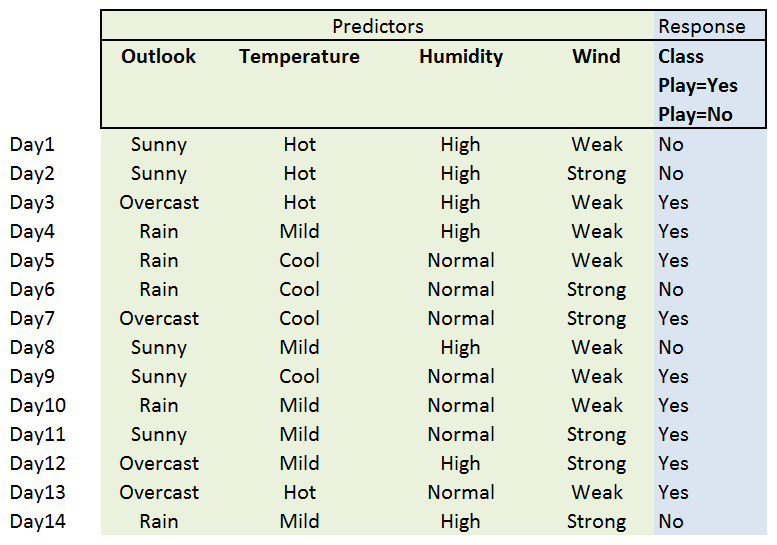 Predictors Response
Outlook Temperature Humidity Wind Class
Play=Yes
Play=No
Day1 Sunny Hot High Weak No
Day2 Sunny Hot High Strong No
Day3 Overcast Hot High Weak Yes
Day4 Rain Mild High Weak Yes
Day5 Rain Cool Normal Weak Yes
Day6 Rain Cool Normal Strong No
Day7 Overcast Cool Normal Strong Yes
Day8 Sunny Mild High Weak No
Day9 Sunny Cool Normal Weak Yes
Day10 Rain Mild Normal Weak Yes
Day11 Sunny Mild Normal Strong Yes
Day12 Overcast Mild High Strong Yes
Day13 Overcast Hot Normal Weak Yes
Day14 Rain Mild High Strong No